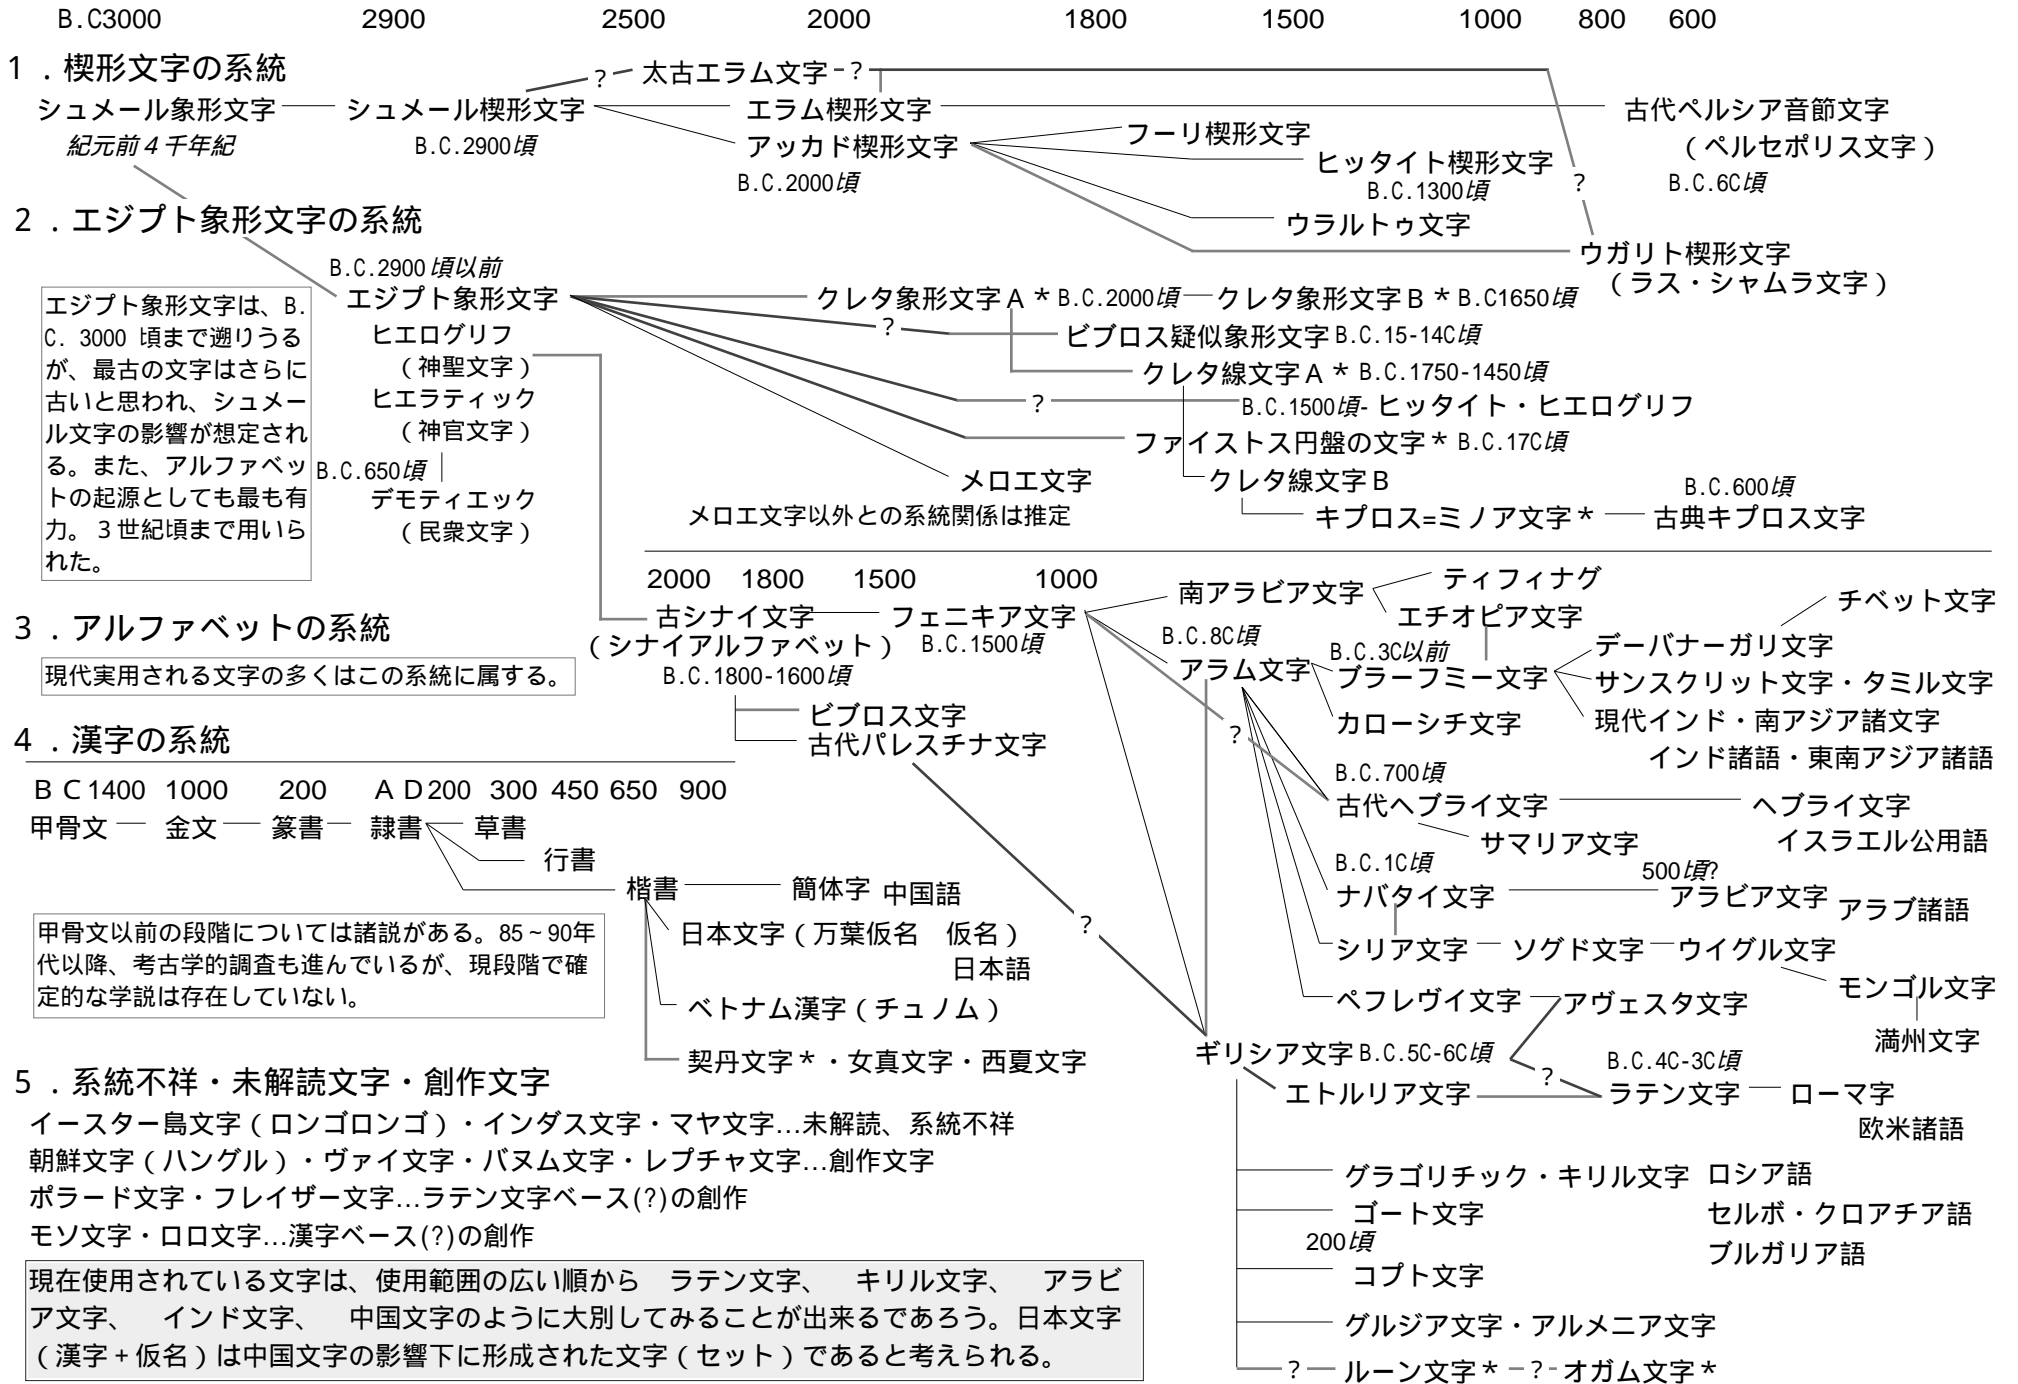 B.C3000 2900 2500 2000 1800 1500 1000 800 600
1．楔形文字の系統
? 太古エラム文字 ?
シュメール象形文字 シュメール楔形文字 エラム楔形文字 古代ペルシア音節文字
紀元前４千年紀 B.C.2900頃 アッカド楔形文字 フーリ楔形文字 （ペルセポリス文字）
B.C.2000頃 ヒッタイト楔形文字 ? B.C.6C頃
B.C.1300頃
2．エジプト象形文字の系統 ウラルトゥ文字
ウガリト楔形文字
（ラス・シャムラ文字）
B.C.2900頃以前
エジプト象形文字 クレタ象形文字Ａ＊B.C.2000頃 クレタ象形文字Ｂ＊B.C1650頃
ヒエログリフ ? ビブロス疑似象形文字 B.C.15-14C頃
（神聖文字） クレタ線文字Ａ＊ B.C.1750-1450頃
ヒエラティック ? B.C.1500頃- ヒッタイト・ヒエログリフ
（神官文字） ファイストス円盤の文字＊ B.C.17C頃
B.C.650頃 メロエ文字 クレタ線文字Ｂ
デモティエック メロエ文字以外との系統関係は推定 B.C.600頃
（民衆文字） キプロス=ミノア文字＊ 古典キプロス文字
エジプト象形文字は、B.
C. 3000 頃まで遡りうる
が、最古の文字はさらに
古いと思われ、シュメー
ル文字の影響が想定され
る。また、アルファベッ
トの起源としても最も有
力。３世紀頃まで用いら
れた。
2000 1800 1500 1000
3．アルファベットの系統
現代実用される文字の多くはこの系統に属する。
古シナイ文字 フェニキア文字
（シナイアルファベット） B.C.1500頃
B.C.1800-1600頃
ビブロス文字
古代パレスチナ文字
南アラビア文字 ティフィナグ
エチオピア文字 チベット文字
B.C.8C頃 B.C.3C以前 デーバナーガリ文字
アラム文字 ブラーフミー文字 サンスクリット文字・タミル文字
? カローシチ文字 現代インド・南アジア諸文字
インド諸語・東南アジア諸語
B.C.700頃
古代ヘブライ文字 ヘブライ文字
サマリア文字 イスラエル公用語
B.C.1C頃 500頃?
ナバタイ文字 アラビア文字 アラブ諸語
シリア文字 ソグド文字 ウイグル文字
ペフレヴィ文字 アヴェスタ文字 モンゴル文字
満州文字
?
ギリシア文字 B.C.5C-6C頃 B.C.4C-3C頃
?
エトルリア文字 ラテン文字 ローマ字
欧米諸語
グラゴリチック・キリル文字 ロシア語
ゴート文字 セルボ・クロアチア語
200頃 ブルガリア語
コプト文字
グルジア文字・アルメニア文字
? ルーン文字＊ ? オガム文字＊
4．漢字の系統
ＢＣ1400 1000 200 ＡＤ200 300 450 650 900
甲骨文 金文 篆書 隷書 草書
行書
楷書 簡体字 中国語
日本文字（万葉仮名　仮名）
日本語
ベトナム漢字（チュノム）
契丹文字＊・女真文字・西夏文字
甲骨文以前の段階については諸説がある。85～90年
代以降、考古学的調査も進んでいるが、現段階で確
定的な学説は存在していない。
5．系統不祥・未解読文字・創作文字
イースター島文字（ロンゴロンゴ）・インダス文字・マヤ文字…未解読、系統不祥
朝鮮文字（ハングル）・ヴァイ文字・バヌム文字・レプチャ文字…創作文字
ポラード文字・フレイザー文字…ラテン文字ベース(?)の創作
モソ文字・ロロ文字…漢字ベース(?)の創作
現在使用されている文字は、使用範囲の広い順から　ラテン文字、　キリル文字、　アラビ
ア文字、　インド文字、　中国文字のように大別してみることが出来るであろう。日本文字
（漢字＋仮名）は中国文字の影響下に形成された文字（セット）であると考えられる。